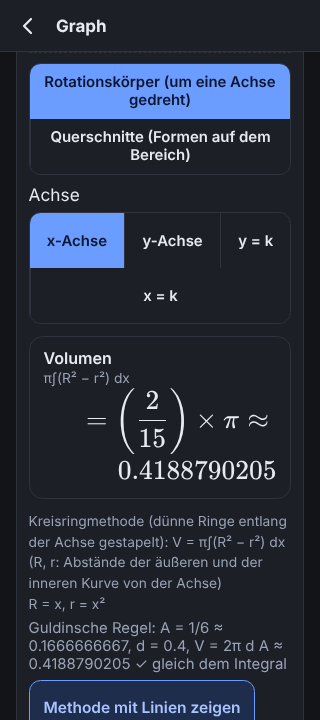 Graph
Rotationskörper (um eine Achse
gedreht)
Querschnitte (Formen auf dem
Bereich)
Achse
x-Achse
y-Achse
y = k
x = k
Volumen
π∫(R² − r²) dx
= (2/15) × π ≈
0.4188790205
Kreisringmethode (dünne Ringe entlang
der Achse gestapelt): V = π∫(R² − r²) dx
(R, r: Abstände der äußeren und der
inneren Kurve von der Achse)
R = x, r = x²
Guldinsche Regel: A = 1/6 ≈
0.1666666667, d = 0.4, V = 2π d A ≈
0.4188790205 ✓ gleich dem Integral
Methode mit Linien zeigen